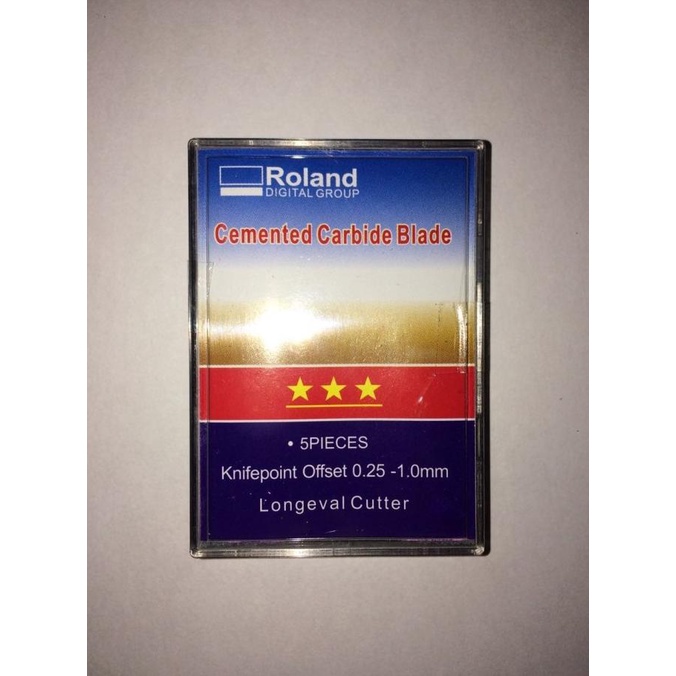 Roland
DIGITAL GROUP
Cemented Carbide Blade
• 5PIECES
Knifepoint Offset 0.25 -1.0mm
Longeval Cutter